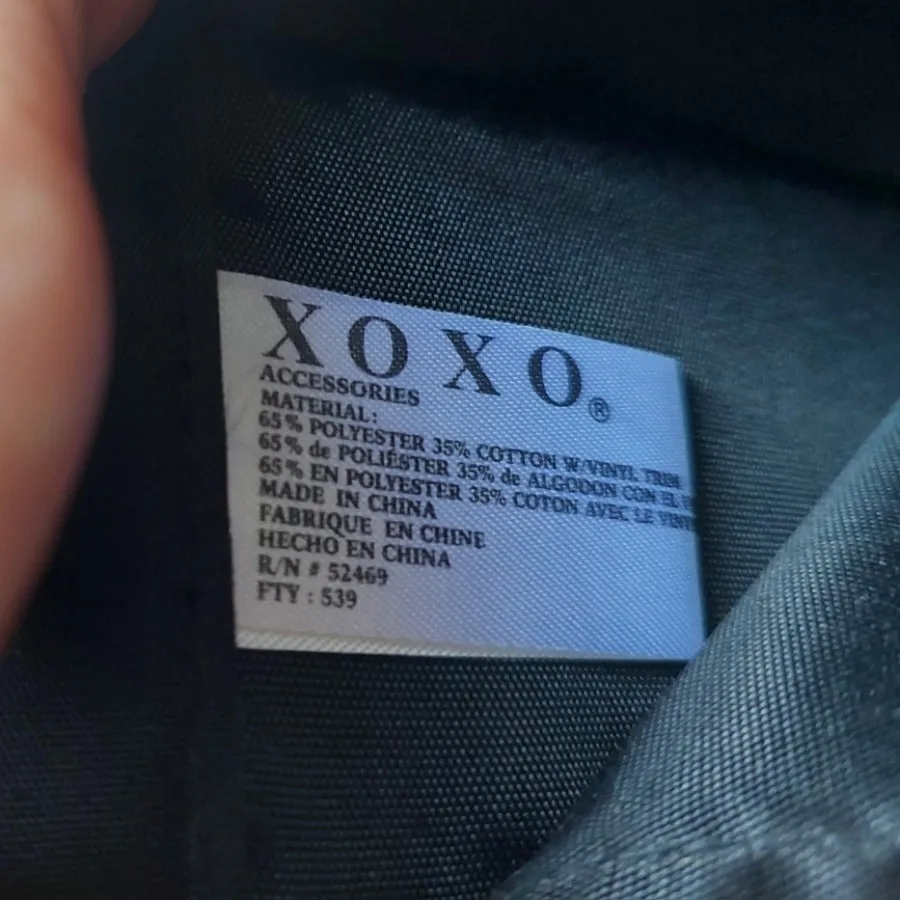 XOXO®
ACCESSORIES
MATERIAL:
65% POLYESTER 35% COTTON W/VINYL TRIM
65% de POLIÉSTER 35% de ALGODON CON EL
65% EN POLYESTER 35% COTON AVEC LE
MADE IN CHINA
FABRIQUE EN CHINE
HECHO EN CHINA
R/N # 52469
FTY : 539